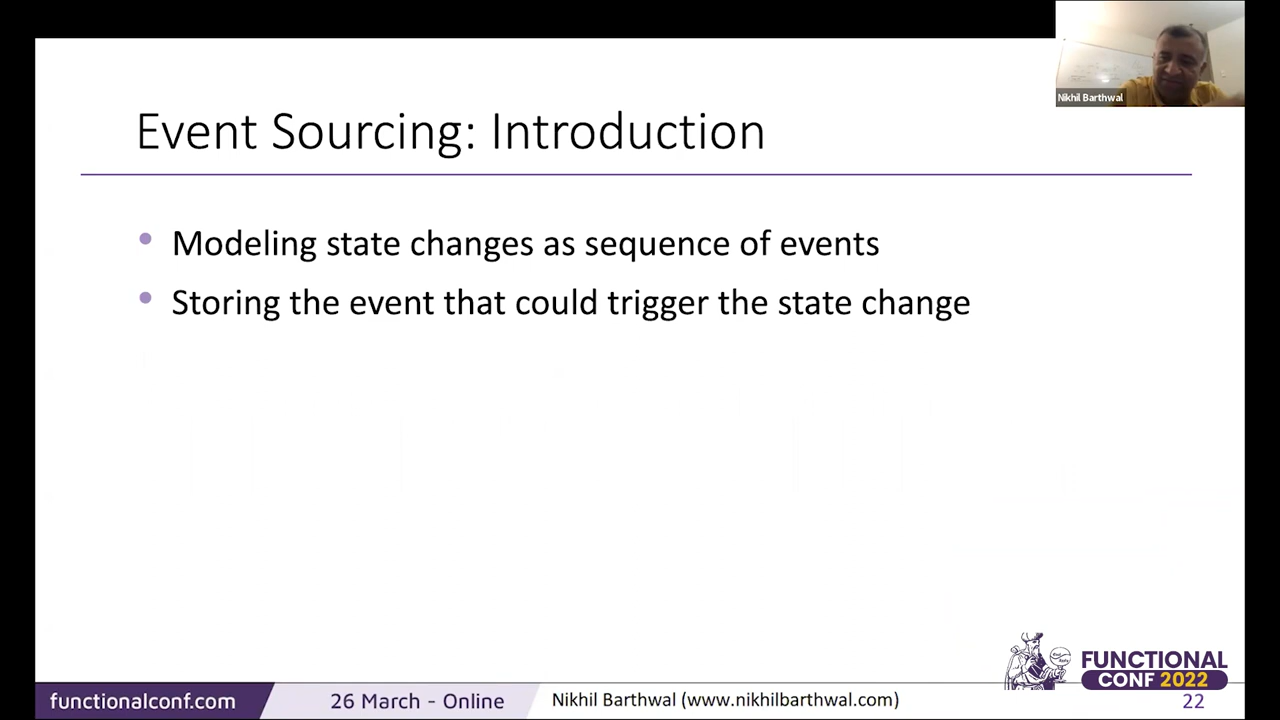 Nikhil Barthwal
Event Sourcing: Introduction
Modeling state changes as sequence of events
Storing the event that could trigger the state change
FUNCTIONAL
CONF 2022
functionalconf.com
26 March - Online
Nikhil Barthwal (www.nikhilbarthwal.com)
22